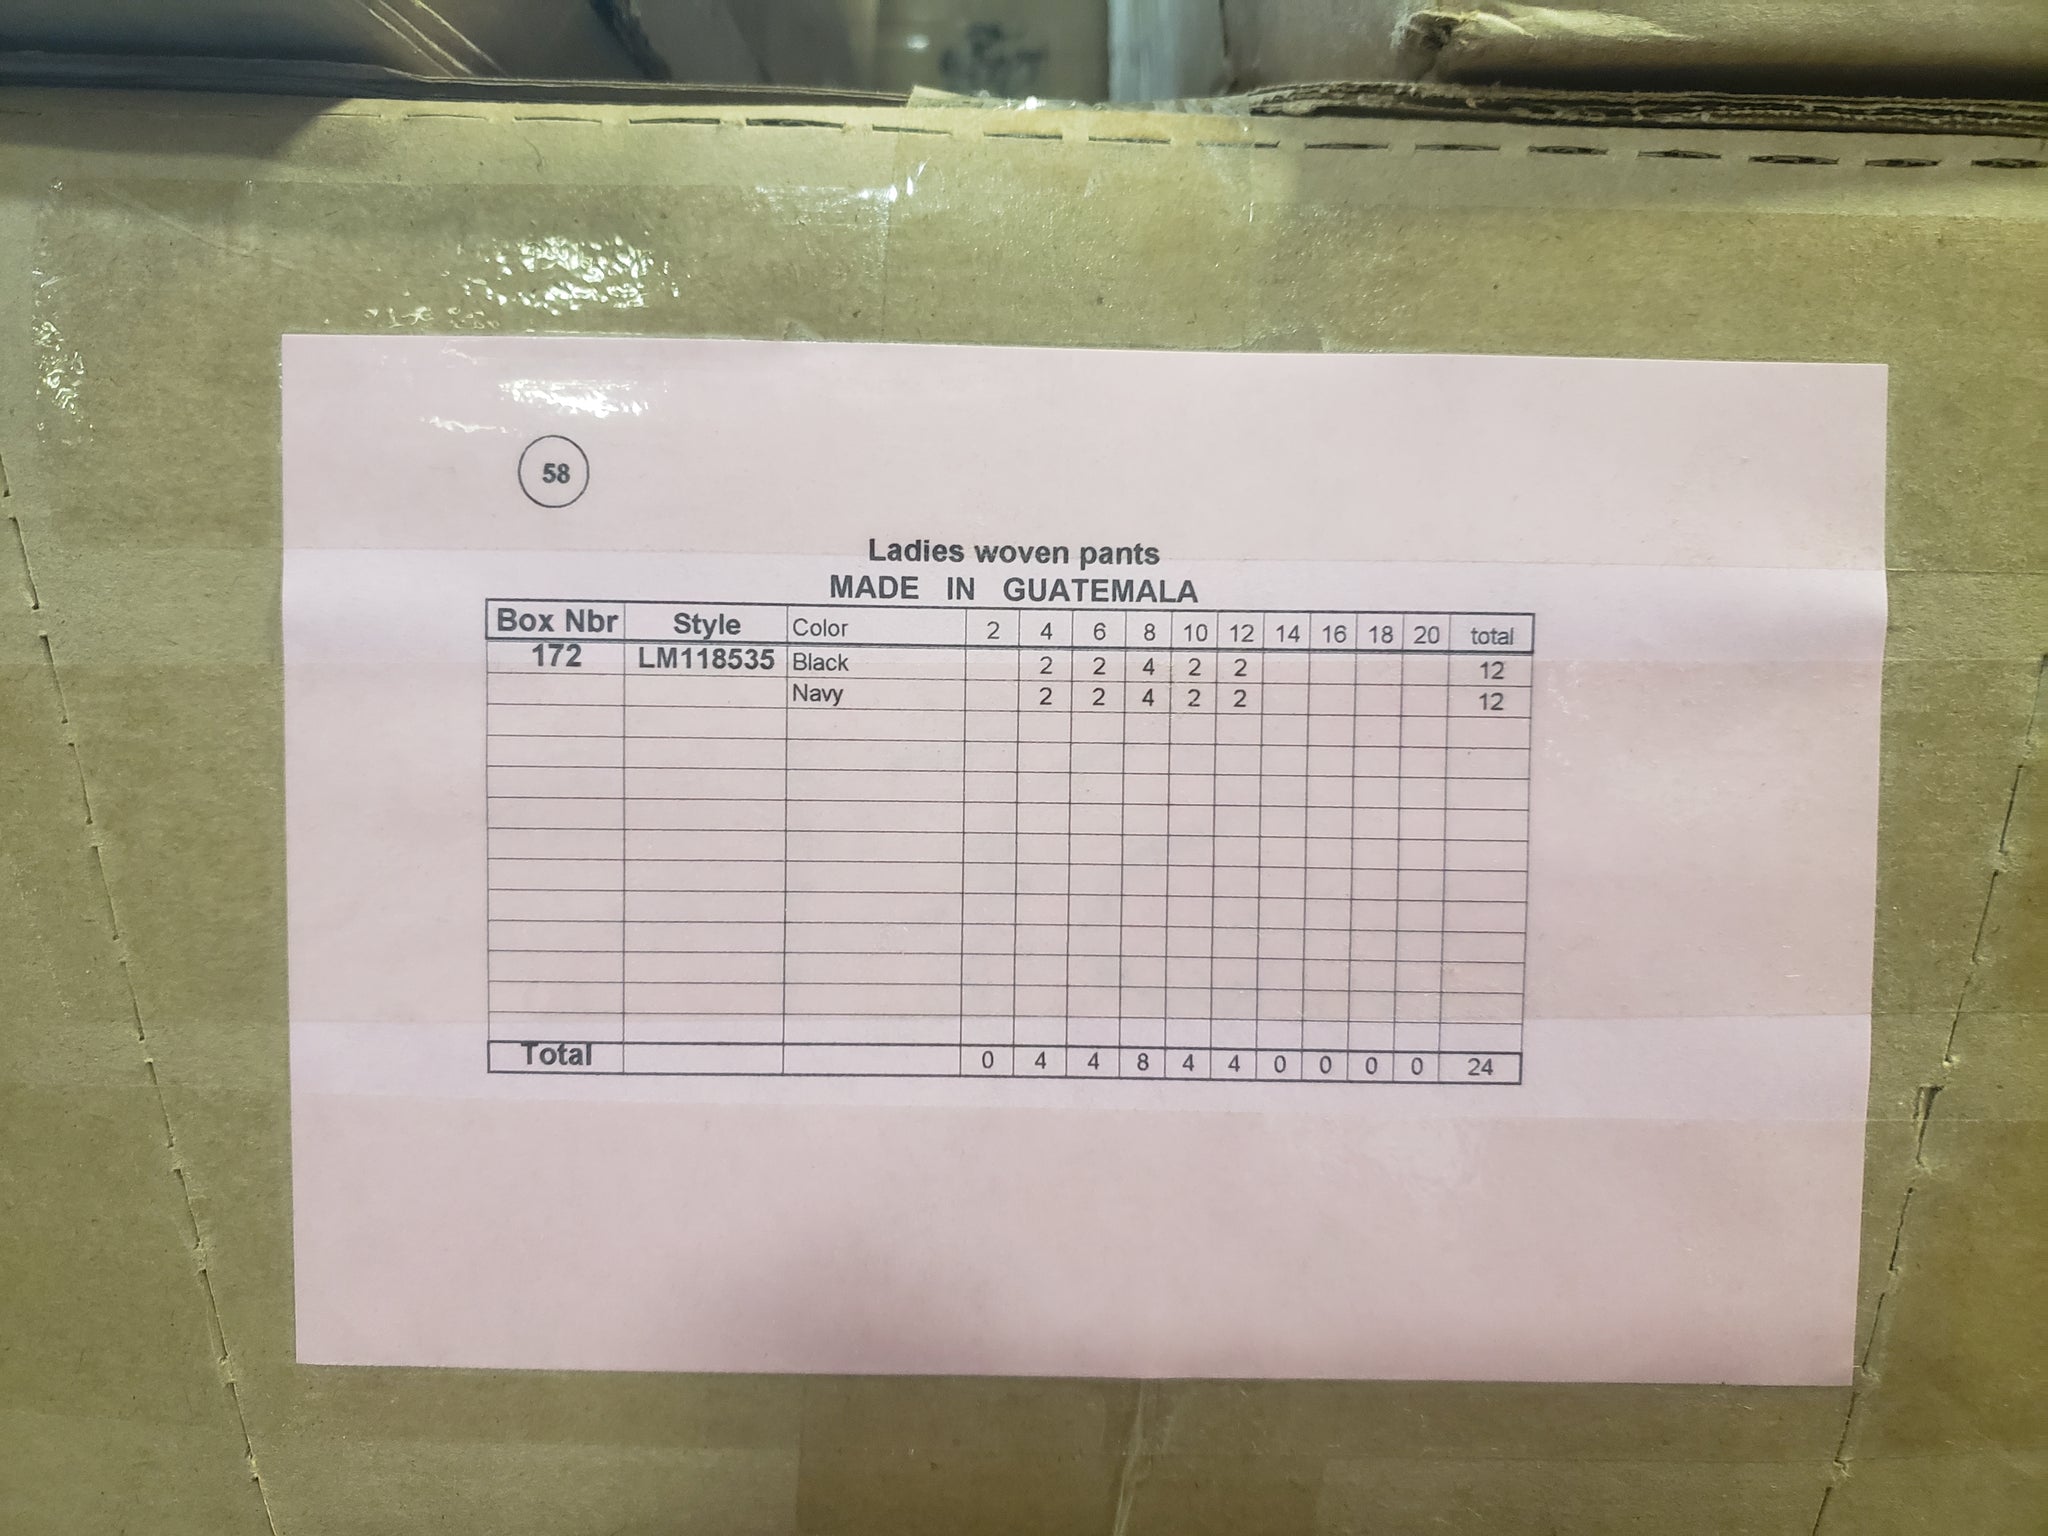 58
Ladies woven pants
MADE IN GUATEMALA
Box Nbr Style Color 2 4 6 8 10 12 14 16 18 20 total
172 LM118535 Black 2 2 4 2 2 12
Navy 2 2 4 2 2 12
Total 0 4 4 8 4 4 0 0 0 0 24